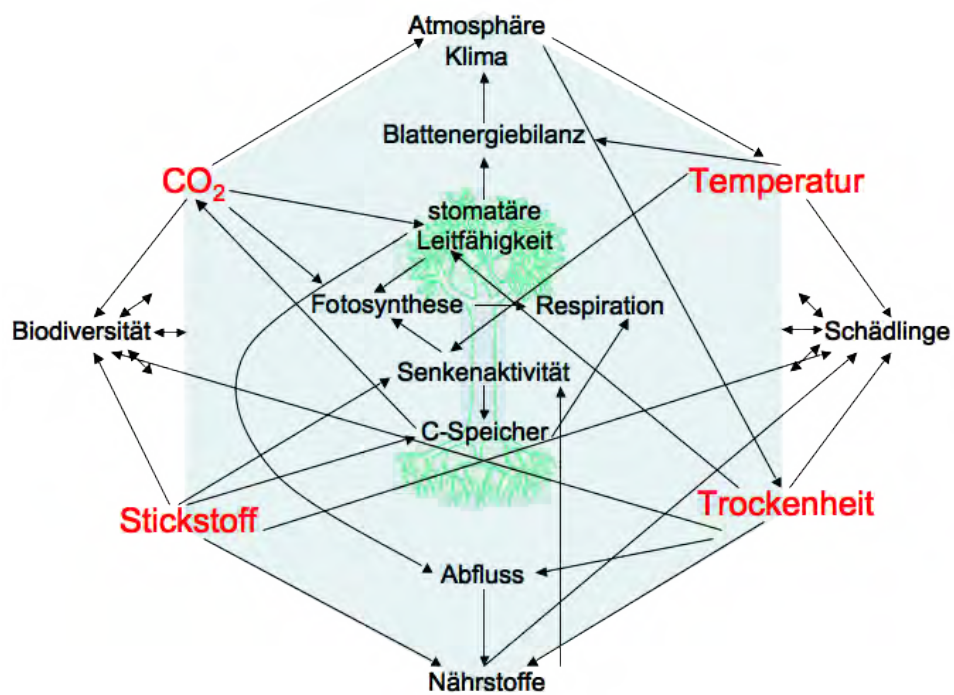 Atmosphäre
Klima
Blattenergiebilanz
CO₂
Temperatur
stomatäre
Leitfähigkeit
Fotosynthese
Respiration
Biodiversität
Schädlinge
Senkenaktivität
C-Speicher
Stickstoff
Trockenheit
Abfluss
Nährstoffe